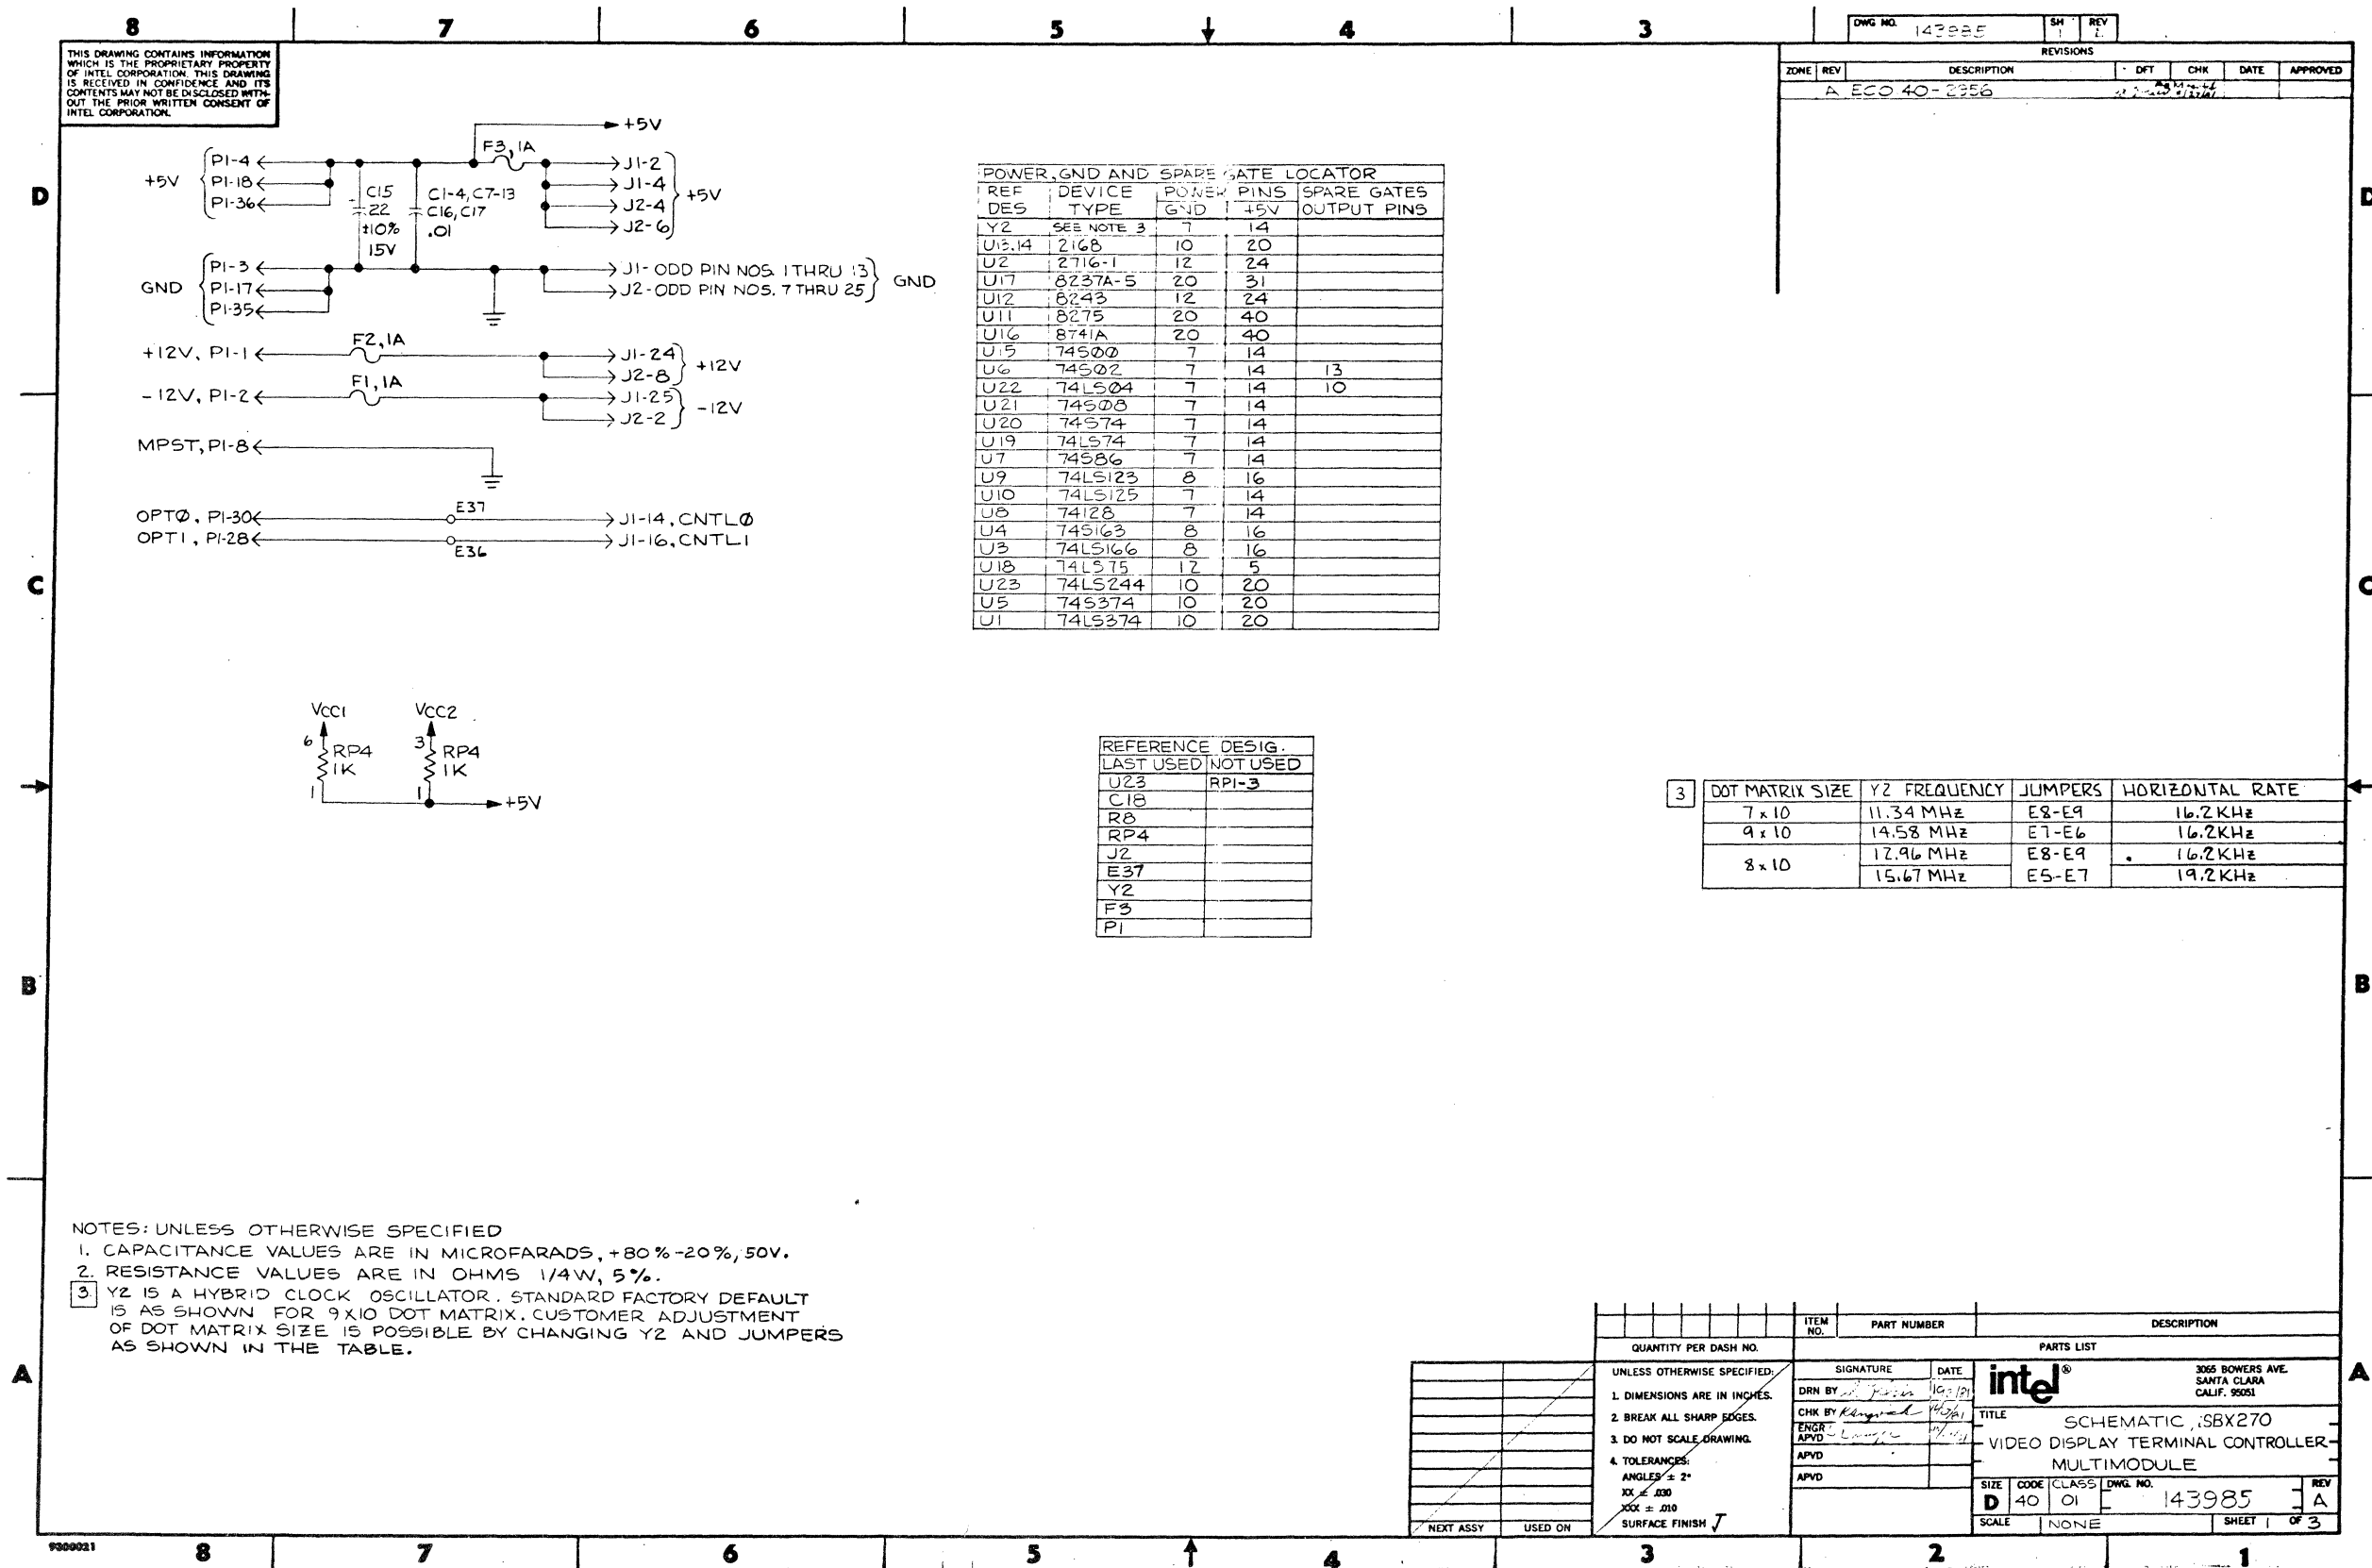 8 7 6 5 4 3
DWG NO. 143985 SH 1 REV
THIS DRAWING CONTAINS INFORMATION
WHICH IS THE PROPRIETARY PROPERTY
OF INTEL CORPORATION. THIS DRAWING
IS RECEIVED IN CONFIDENCE AND ITS
CONTENTS MAY NOT BE DISCLOSED WITH-
OUT THE PRIOR WRITTEN CONSENT OF
INTEL CORPORATION.
REVISIONS
ZONE REV DESCRIPTION DFT CHK DATE APPROVED
A ECO 40-2356
+5V
F3, 1A
+5V
P1-4
P1-18
P1-36
C15
22
±10%
15V
C1-4, C7-13
C16, C17
.01
J1-2
J1-4
J2-4
J2-6
+5V
GND
P1-3
P1-17
P1-35
J1- ODD PIN NOS. 1 THRU 13
J2-ODD PIN NOS. 7 THRU 25
GND
+12V, P1-1
F2, 1A
J1-24
J2-8
+12V
-12V, P1-2
F1, 1A
J1-25
J2-2
-12V
MPST, P1-8
OPTØ, P1-30 E37 J1-14, CNTLØ
OPT1, P1-28 E36 J1-16, CNTL1
POWER, GND AND SPARE GATE LOCATOR
REF DES DEVICE TYPE POWER PINS GND +5V SPARE GATES OUTPUT PINS
Y2 SEE NOTE 3 7 14
U13,14 2168 10 20
U2 2716-1 12 24
U17 8237A-5 20 31
U12 8243 12 24
U11 8275 20 40
U16 8741A 20 40
U15 74SØØ 7 14
U6 74SØ2 7 14 13
U22 74LSØ4 7 14 10
U21 74SØ8 7 14
U20 74S74 7 14
U19 74LS74 7 14
U7 74S86 7 14
U9 74LS123 8 16
U10 74LS125 7 14
U8 74128 7 14
U4 74S163 8 16
U3 74LS166 8 16
U18 74LS75 12 5
U23 74LS244 10 20
U5 74S374 10 20
U1 74LS374 10 20
VCC1 VCC2
6 RP4 1K 1
3 RP4 1K 1
+5V
REFERENCE DESIG.
LAST USED NOT USED
U23 RP1-3
C18
R8
RP4
J2
E37
Y2
F3
P1
3 DOT MATRIX SIZE Y2 FREQUENCY JUMPERS HORIZONTAL RATE
7 x 10 11.34 MHz E8-E9 16.2KHz
9 x 10 14.58 MHz E7-E6 16.2KHz
8 x 10 12.96 MHz E8-E9 16.2KHz
15.67 MHz E5-E7 19.2KHz
D C B A
D C B A
NOTES: UNLESS OTHERWISE SPECIFIED
1. CAPACITANCE VALUES ARE IN MICROFARADS, +80%-20%, 50V.
2. RESISTANCE VALUES ARE IN OHMS 1/4W, 5%.
3. Y2 IS A HYBRID CLOCK OSCILLATOR. STANDARD FACTORY DEFAULT
IS AS SHOWN FOR 9X10 DOT MATRIX. CUSTOMER ADJUSTMENT
OF DOT MATRIX SIZE IS POSSIBLE BY CHANGING Y2 AND JUMPERS
AS SHOWN IN THE TABLE.
QUANTITY PER DASH NO.
ITEM NO. PART NUMBER DESCRIPTION
PARTS LIST
NEXT ASSY USED ON
UNLESS OTHERWISE SPECIFIED:
1. DIMENSIONS ARE IN INCHES.
2. BREAK ALL SHARP EDGES.
3. DO NOT SCALE DRAWING.
4. TOLERANCES:
ANGLES ± 2°
XX ± .030
XXX ± .010
SURFACE FINISH
SIGNATURE DATE
DRN BY
CHK BY
ENGR APVD
APVD
APVD
intel®
3065 BOWERS AVE.
SANTA CLARA
CALIF. 95051
TITLE
SCHEMATIC, iSBX270
VIDEO DISPLAY TERMINAL CONTROLLER
MULTIMODULE
SIZE D CODE 40 CLASS 01 DWG. NO. 143985 REV A
SCALE NONE SHEET 1 OF 3
9300021
8 7 6 5 4 3 2 1